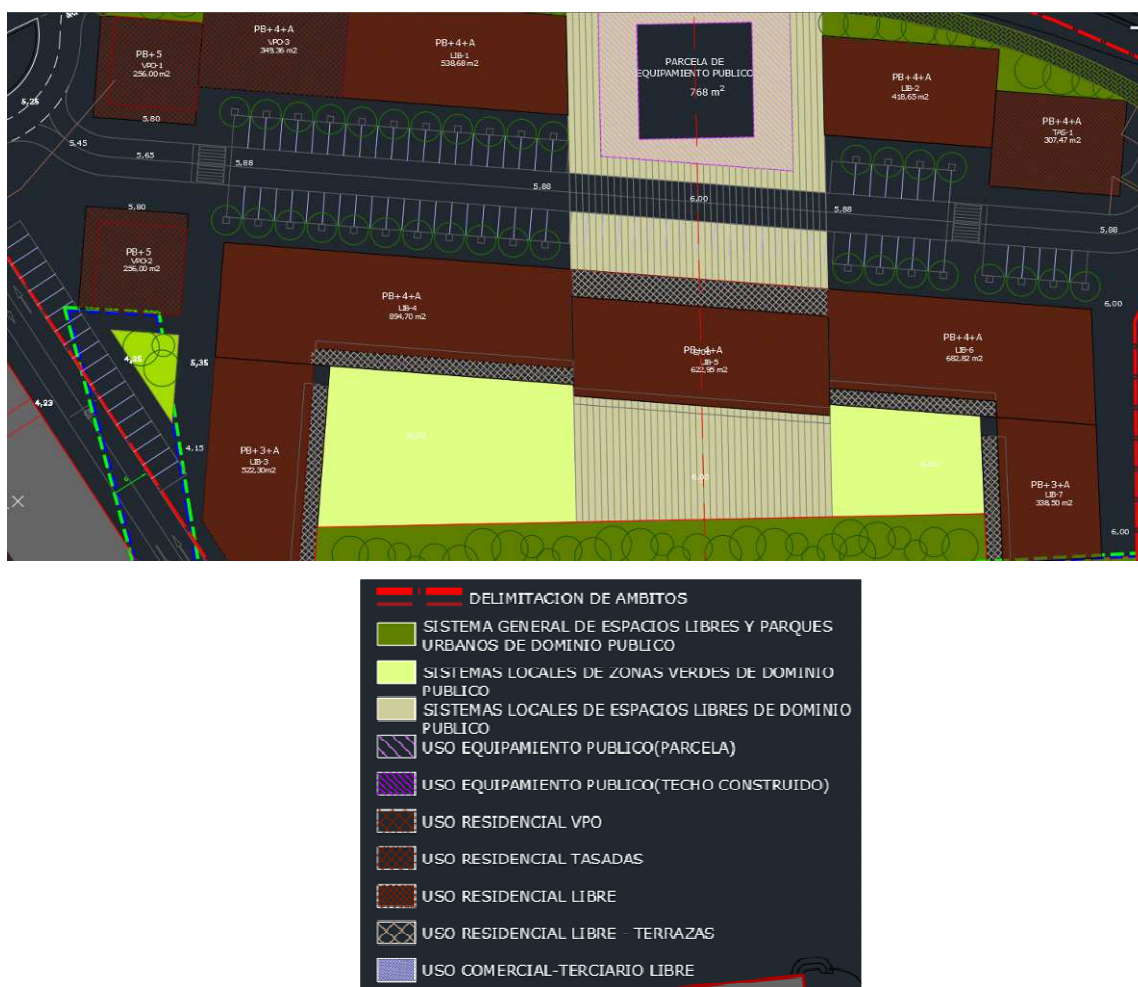 PB+5
VPO-1
256,00 m2
PB+4+A
VPO-3
349,36 m2
PB+4+A
LIB-1
538,68 m2
PARCELA DE
EQUIPAMIENTO PUBLICO
768 m²
PB+4+A
LIB-2
418,65 m2
PB+4+A
TAS-1
307,47 m2
5,25
5,80
5,45
5,65
5,88
5,88
6,00
5,88
5,88
5,80
PB+5
VPO-2
256,00 m2
PB+4+A
LIB-4
894,70 m2
PB+4+A
LIB-5
622,95 m2
PB+4+A
LIB-6
682,82 m2
6,00
4,25
5,35
4,23
4,15
PB+3+A
LIB-3
522,30m2
6,00
PB+3+A
LIB-7
338,50 m2
6,00
X
DELIMITACION DE AMBITOS
SISTEMA GENERAL DE ESPACIOS LIBRES Y PARQUES
URBANOS DE DOMINIO PUBLICO
SISTEMAS LOCALES DE ZONAS VERDES DE DOMINIO
PUBLICO
SISTEMAS LOCALES DE ESPACIOS LIBRES DE DOMINIO
PUBLICO
USO EQUIPAMIENTO PUBLICO(PARCELA)
USO EQUIPAMIENTO PUBLICO(TECHO CONSTRUIDO)
USO RESIDENCIAL VPO
USO RESIDENCIAL TASADAS
USO RESIDENCIAL LIBRE
USO RESIDENCIAL LIBRE - TERRAZAS
USO COMERCIAL-TERCIARIO LIBRE